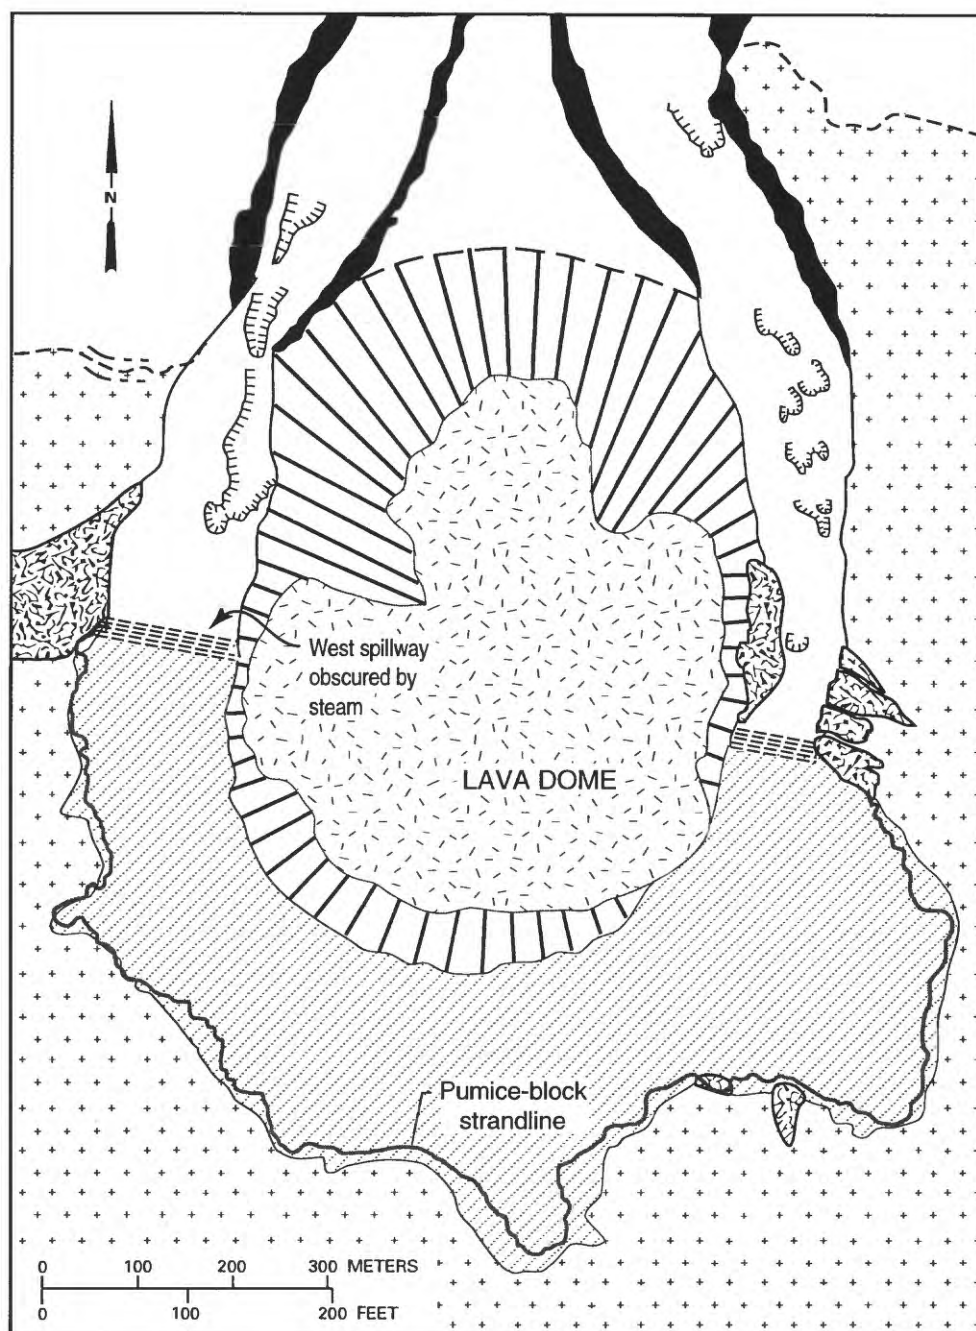 N
West spillway
obscured by
steam
LAVA DOME
Pumice-block
strandline
0 100 200 300 METERS
0 100 200 FEET